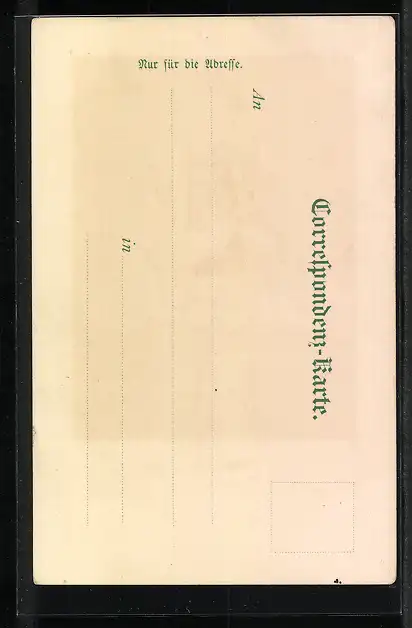 Correspondenz-Karte.
An
in
Nur für die Adresse.